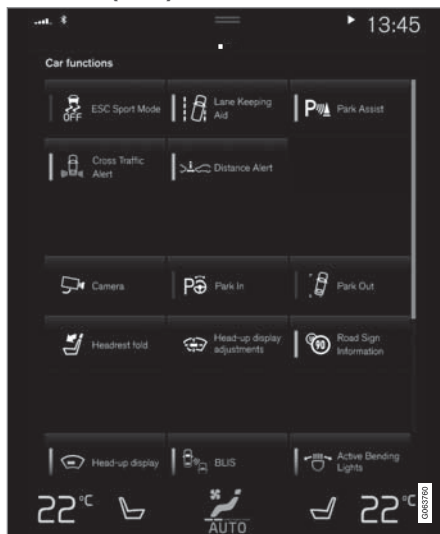 13:45
Car functions
OFF
ESC Sport Mode
Lane Keeping
Aid
P
Park Assist
Cross Traffic
Alert
Distance Alert
Camera
P
Park In
Park Out
Headrest fold
Head-up display
adjustments
90
Road Sign
Information
Head-up display
BLIS
Active Bending
Lights
22°C
AUTO
22°C
G063760